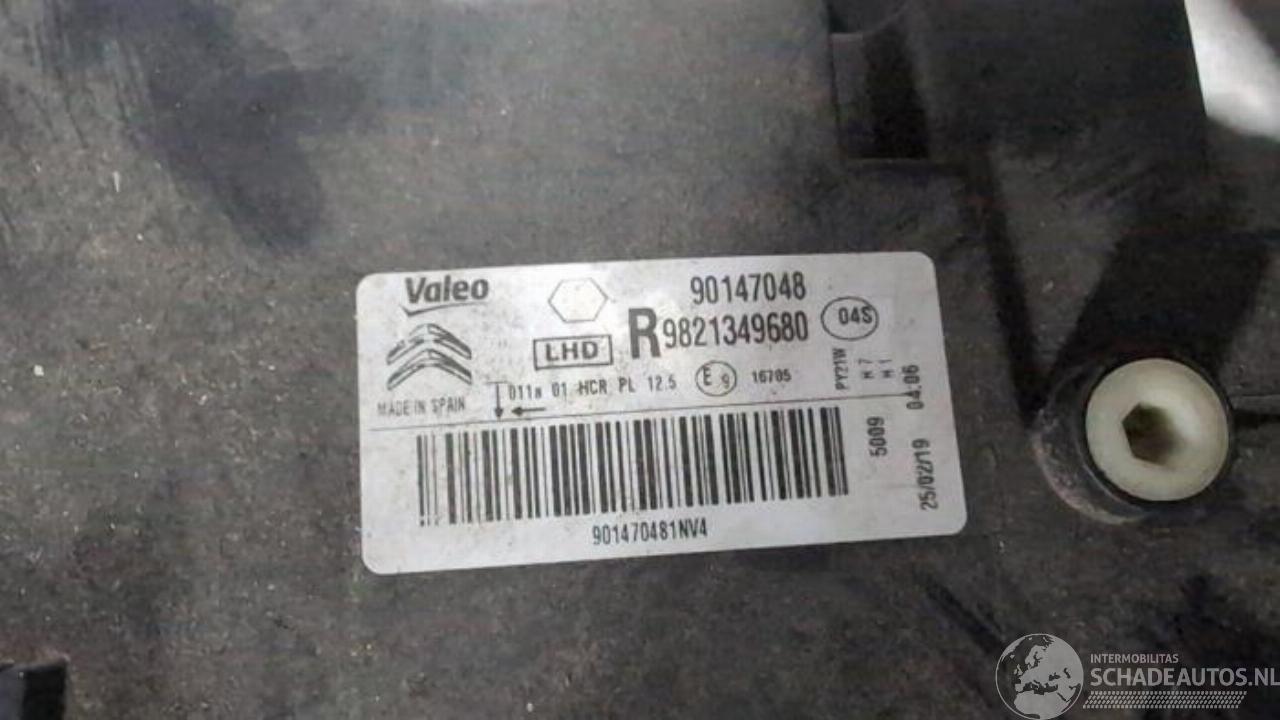 Valeo
90147048
R 9821349680 04S
LHD
MADE IN SPAIN
011a 01 HCR PL 12.5 E9 16705
PY21W
H7
H1
04:06
5009
25/02/19
901470481NV4
INTERMOBILITAS
SCHADEAUTOS.NL